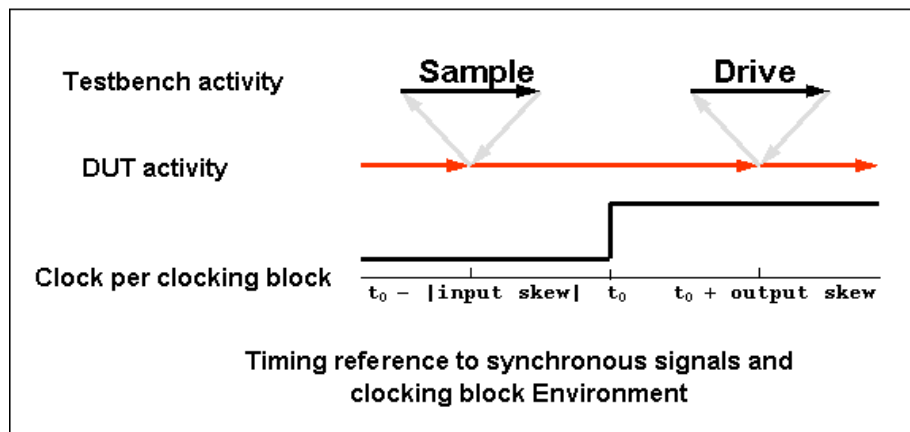 Testbench activity
Sample
Drive
DUT activity
Clock per clocking block
t₀ - |input skew|
t₀
t₀ + output skew
Timing reference to synchronous signals and
clocking block Environment